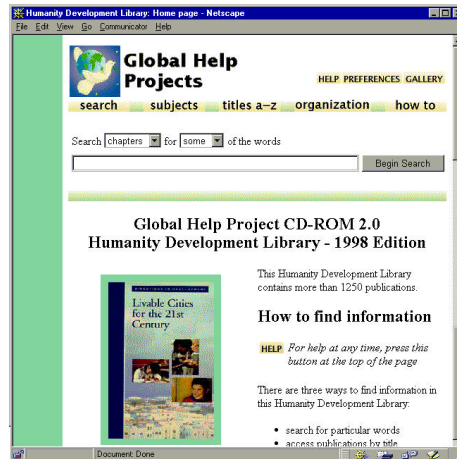 Humanity Development Library: Home page - Netscape
File Edit View Go Communicator Help
Global Help
Projects
HELP PREFERENCES GALLERY
search subjects titles a–z organization how to
Search chapters for some of the words
Begin Search
Global Help Project CD-ROM 2.0
Humanity Development Library - 1998 Edition
Livable Cities
for the 21st
Century
This Humanity Development Library
contains more than 1250 publications.
How to find information
HELP For help at any time, press this
button at the top of the page
There are three ways to find information in
this Humanity Development Library:
• search for particular words
• access publications by title
Document: Done